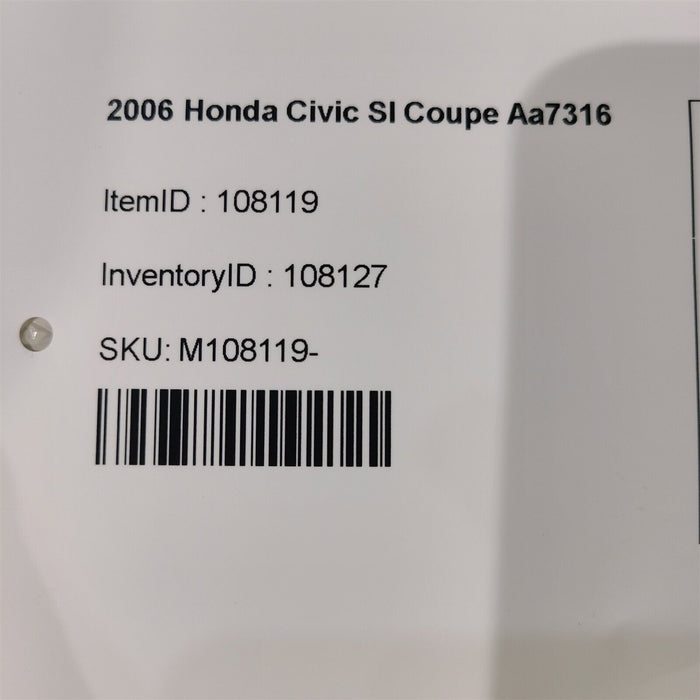 2006 Honda Civic SI Coupe Aa7316
ItemID : 108119
InventoryID : 108127
SKU: M108119-